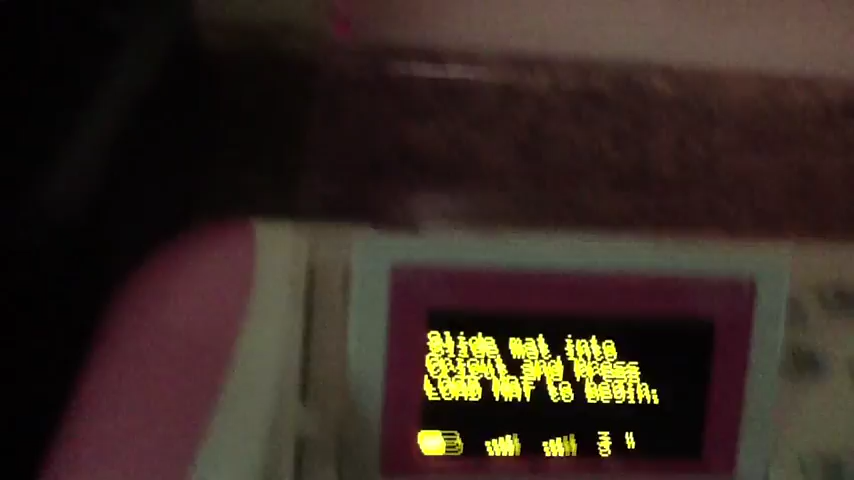 Slide mat into
Cricut and press
LOAD MAT to begin.